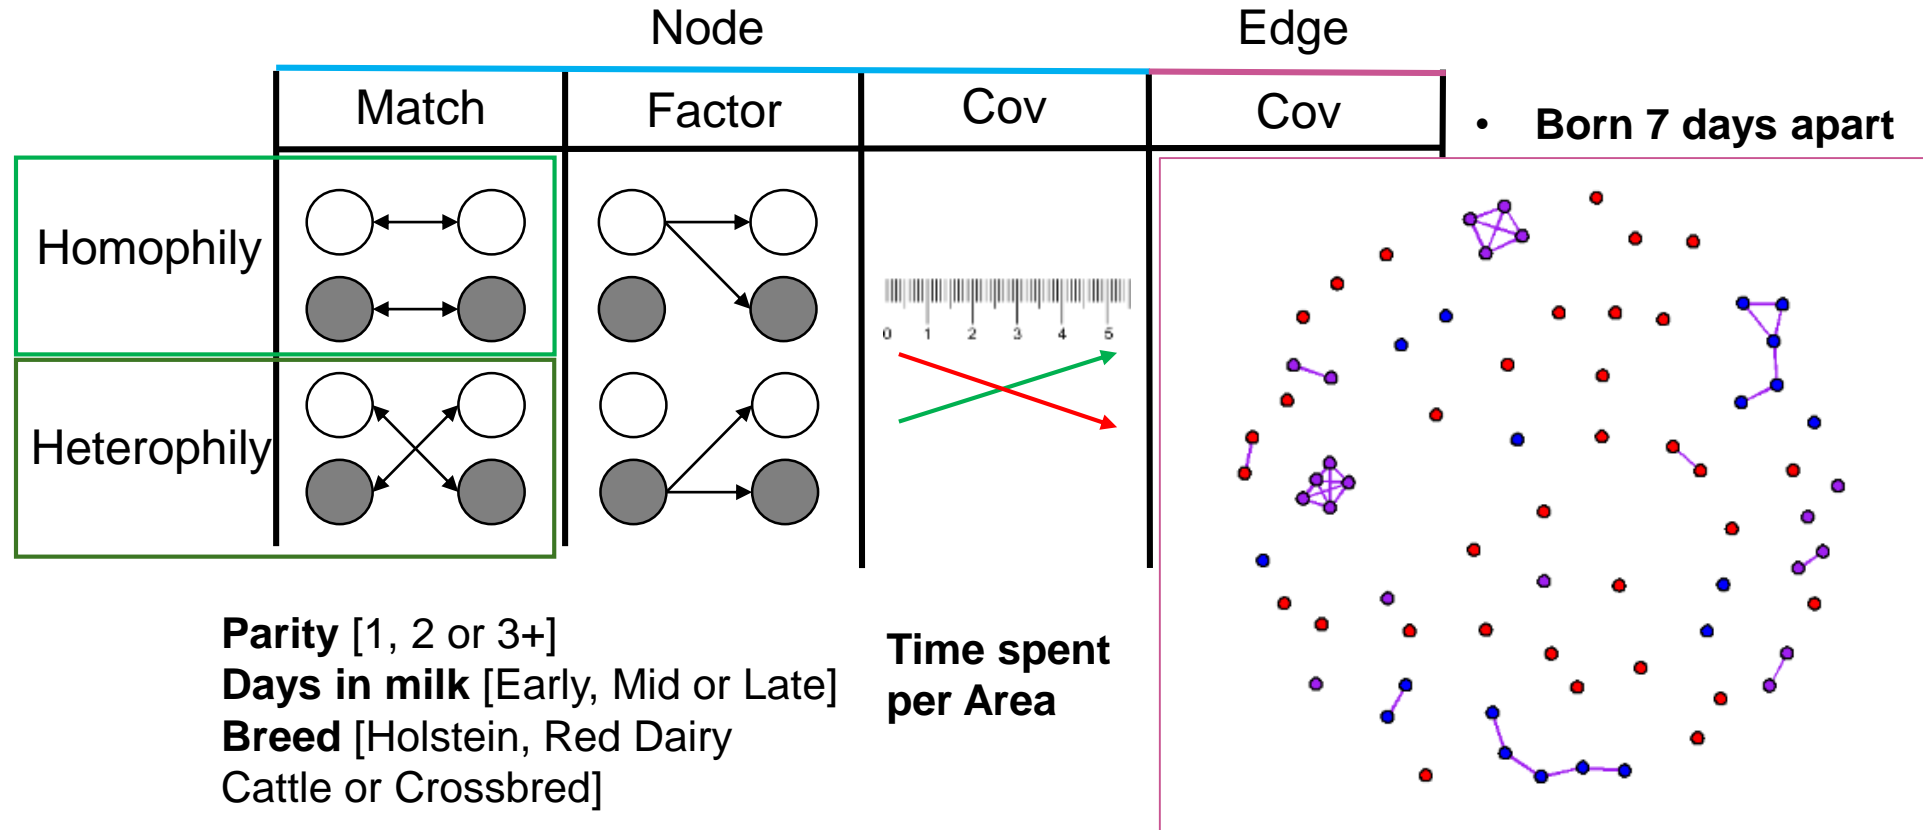 Node Edge
Match Factor Cov Cov
• Born 7 days apart
Homophily
0 1 2 3 4 5
Heterophily
Parity [1, 2 or 3+]
Days in milk [Early, Mid or Late]
Breed [Holstein, Red Dairy
Cattle or Crossbred]
Time spent
per Area